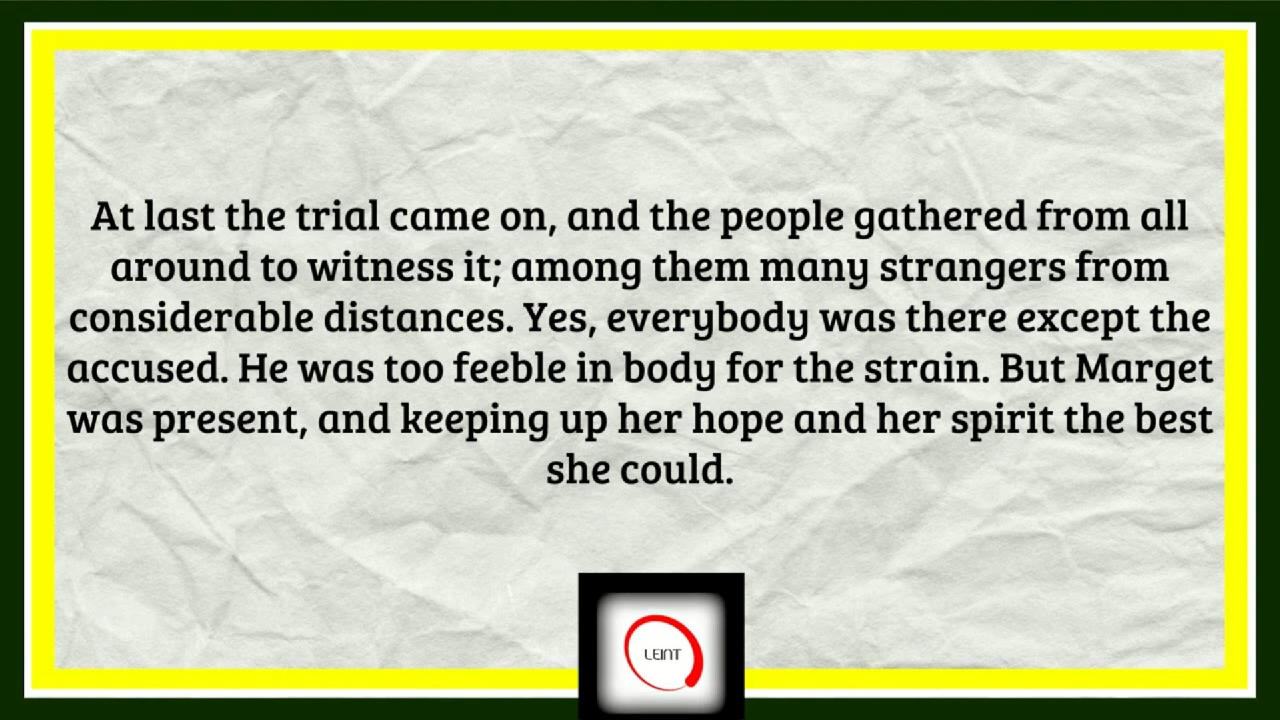 At last the trial came on, and the people gathered from all
around to witness it; among them many strangers from
considerable distances. Yes, everybody was there except the
accused. He was too feeble in body for the strain. But Marget
was present, and keeping up her hope and her spirit the best
she could.
LEINT